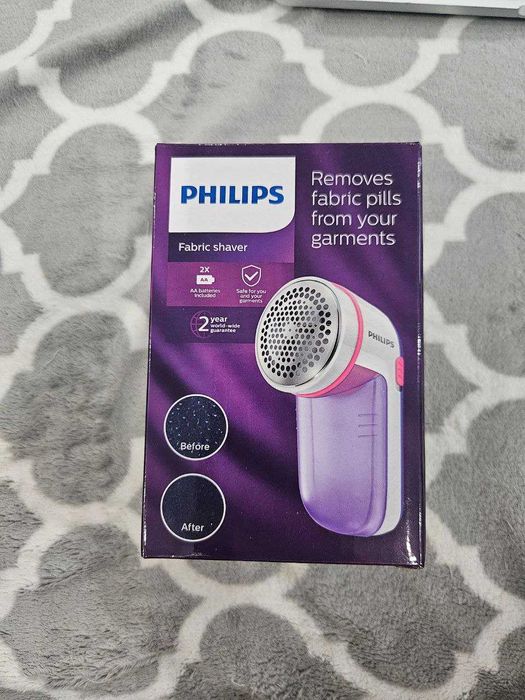 PHILIPS
Removes
fabric pills
from your
garments
Fabric shaver
2X
AA
AA batteries
included
Safe for you
and your
garments
2 year
world-wide
guarantee
PHILIPS
Before
After